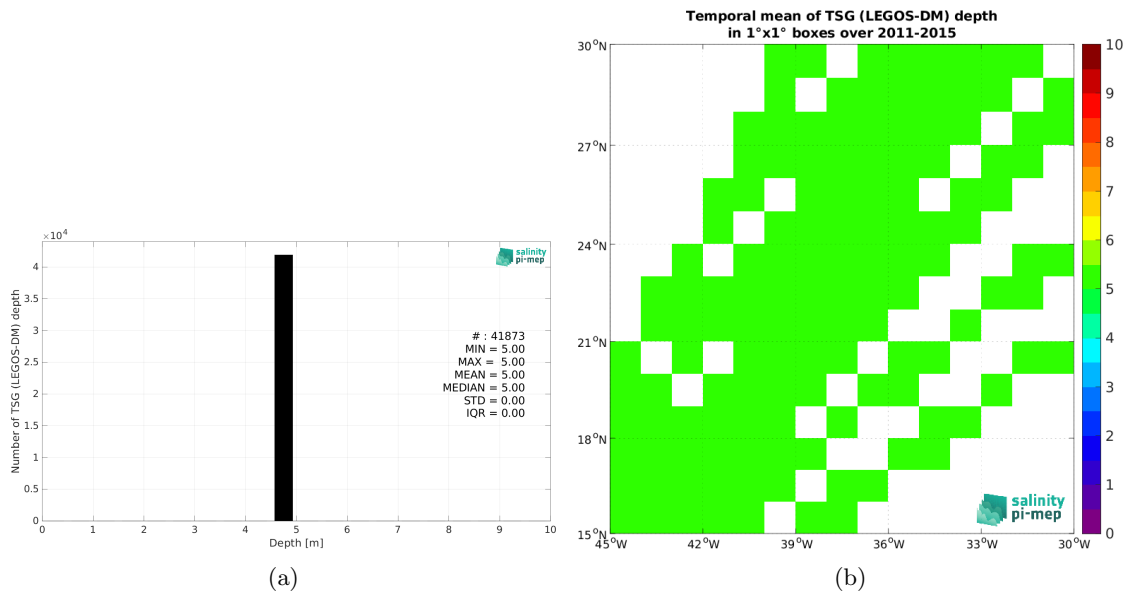 ×10⁴
4
3.5
3
2.5
2
1.5
1
0.5
0
0 1 2 3 4 5 6 7 8 9 10
Number of TSG (LEGOS-DM) depth
Depth [m]
salinity
pi-mep
# : 41873
MIN = 5.00
MAX = 5.00
MEAN = 5.00
MEDIAN = 5.00
STD = 0.00
IQR = 0.00
(a)
Temporal mean of TSG (LEGOS-DM) depth
in 1°x1° boxes over 2011-2015
30°N
27°N
24°N
21°N
18°N
15°N
45°W 42°W 39°W 36°W 33°W 30°W
salinity
pi-mep
10
9
8
7
6
5
4
3
2
1
0
(b)